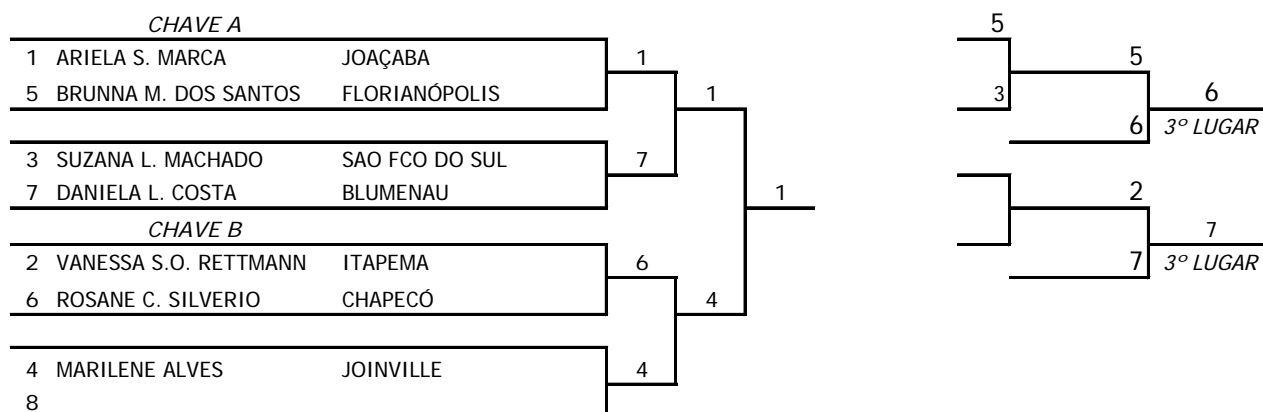 CHAVE A
1 ARIELA S. MARCA JOAÇABA
5 BRUNNA M. DOS SANTOS FLORIANÓPOLIS
1
1
3 SUZANA L. MACHADO SAO FCO DO SUL
7 DANIELA L. COSTA BLUMENAU
7
1
CHAVE B
2 VANESSA S.O. RETTMANN ITAPEMA
6 ROSANE C. SILVERIO CHAPECÓ
6
4
4 MARILENE ALVES JOINVILLE
8
4
5
3
5
6
6
3º LUGAR
2
7
7
3º LUGAR